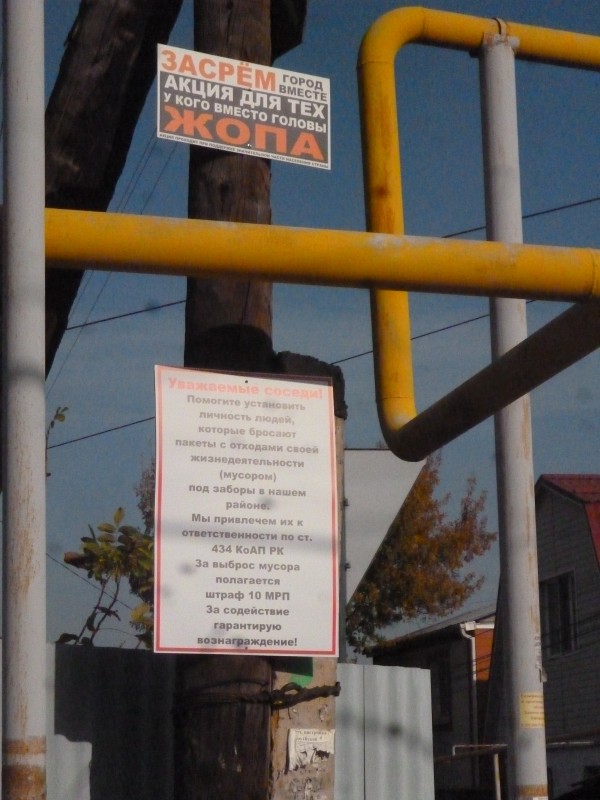 ЗАСРЁМ ГОРОД
ВМЕСТЕ
АКЦИЯ ДЛЯ ТЕХ
У КОГО ВМЕСТО ГОЛОВЫ
ЖОПА
Уважаемые соседи!
Помогите установить
личность людей,
которые бросают
пакеты с отходами своей
жизнедеятельности
(мусором)
под заборы в нашем
районе.
Мы привлечем их к
ответственности по ст.
434 КоАП РК
За выброс мусора
полагается
штраф 10 МРП
За содействие
гарантирую
вознаграждение!